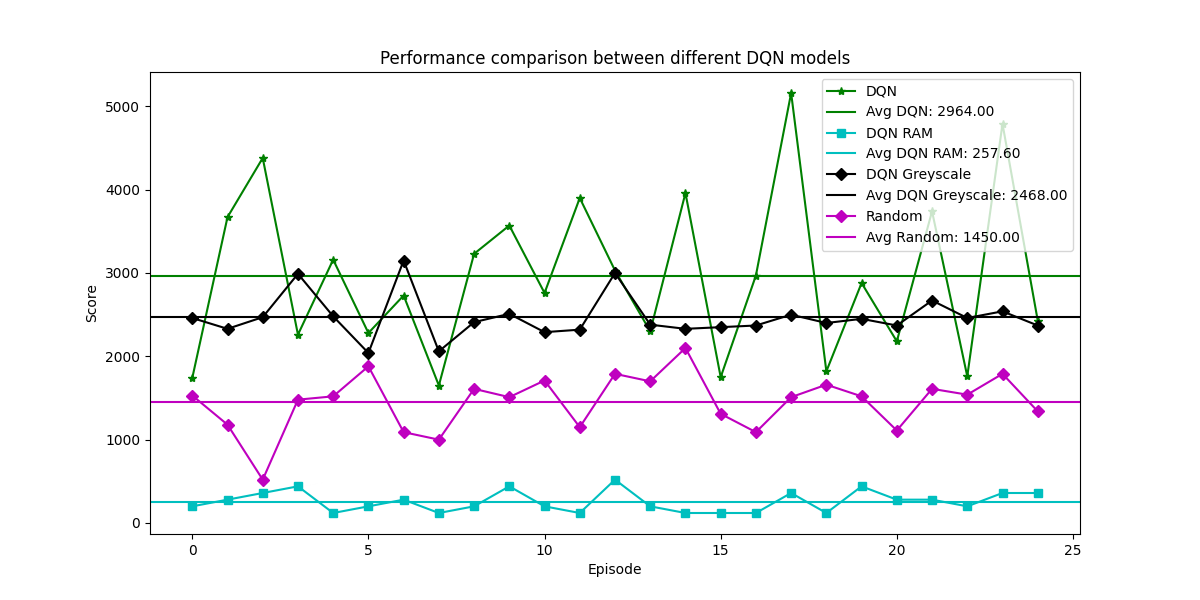 Performance comparison between different DQN models
DQN
Avg DQN: 2964.00
DQN RAM
Avg DQN RAM: 257.60
DQN Greyscale
Avg DQN Greyscale: 2468.00
Random
Avg Random: 1450.00
Score
5000
4000
3000
2000
1000
0
0 5 10 15 20 25
Episode